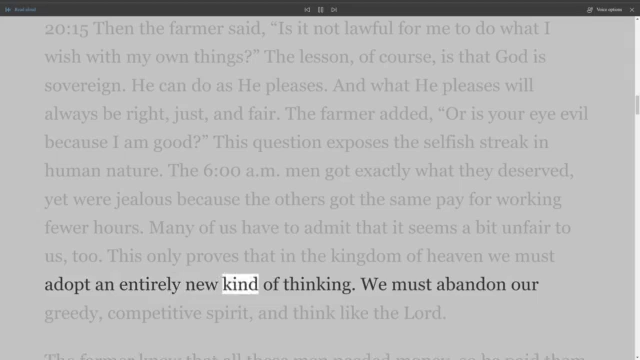 Read aloud
Voice options
20:15 Then the farmer said, “Is it not lawful for me to do what I
wish with my own things?” The lesson, of course, is that God is
sovereign. He can do as He pleases. And what He pleases will
always be right, just, and fair. The farmer added, “Or is your eye evil
because I am good?” This question exposes the selfish streak in
human nature. The 6:00 a.m. men got exactly what they deserved,
yet were jealous because the others got the same pay for working
fewer hours. Many of us have to admit that it seems a bit unfair to
us, too. This only proves that in the kingdom of heaven we must
adopt an entirely new kind of thinking. We must abandon our
greedy, competitive spirit, and think like the Lord.
The farmer knew that all these men needed money, so he paid them